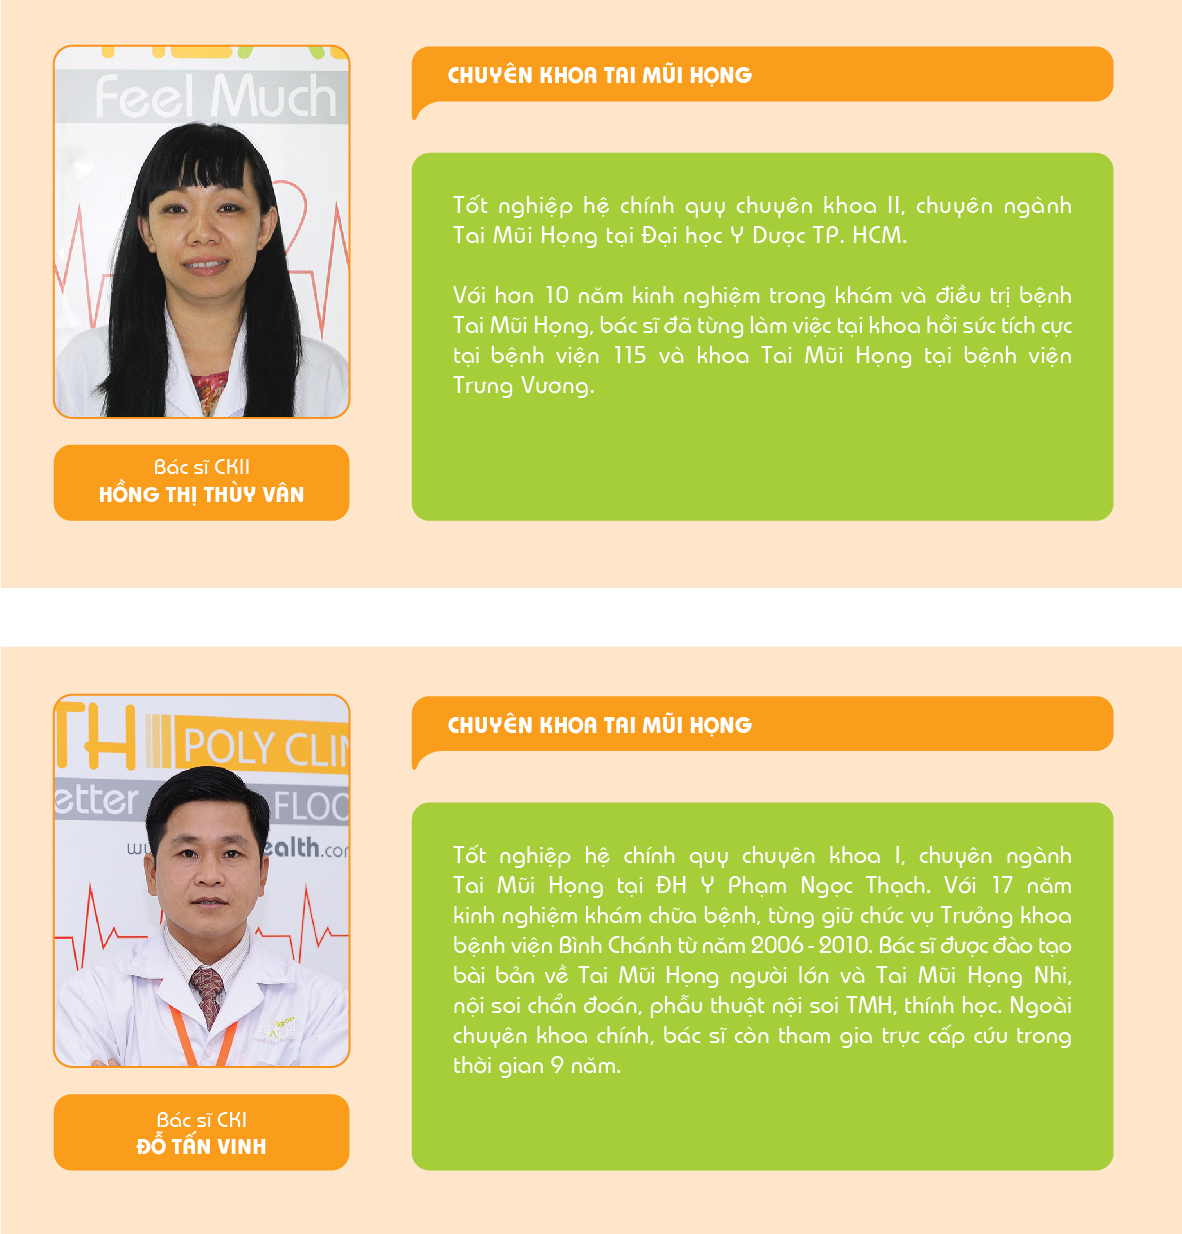 Feel Much
CHUYÊN KHOA TAI MŨI HỌNG
Tốt nghiệp hệ chính quy chuyên khoa II, chuyên ngành
Tai Mũi Họng tại Đại học Y Dược TP. HCM.
Với hơn 10 năm kinh nghiệm trong khám và điều trị bệnh
Tai Mũi Họng, bác sĩ đã từng làm việc tại khoa hồi sức tích cực
tại bệnh viện 115 và khoa Tai Mũi Họng tại bệnh viện
Trưng Vương.
Bác sĩ CKII
HỒNG THỊ THÙY VÂN
TH POLY CLIN
etter FLOO
ealth.co
CHUYÊN KHOA TAI MŨI HỌNG
Tốt nghiệp hệ chính quy chuyên khoa I, chuyên ngành
Tai Mũi Họng tại ĐH Y Phạm Ngọc Thạch. Với 17 năm
kinh nghiệm khám chữa bệnh, từng giữ chức vụ Trưởng khoa
bệnh viện Bình Chánh từ năm 2006 - 2010. Bác sĩ được đào tạo
bài bản về Tai Mũi Họng người lớn và Tai Mũi Họng Nhi,
nội soi chẩn đoán, phẫu thuật nội soi TMH, thính học. Ngoài
chuyên khoa chính, bác sĩ còn tham gia trực cấp cứu trong
thời gian 9 năm.
Bác sĩ CKI
ĐỖ TẤN VINH